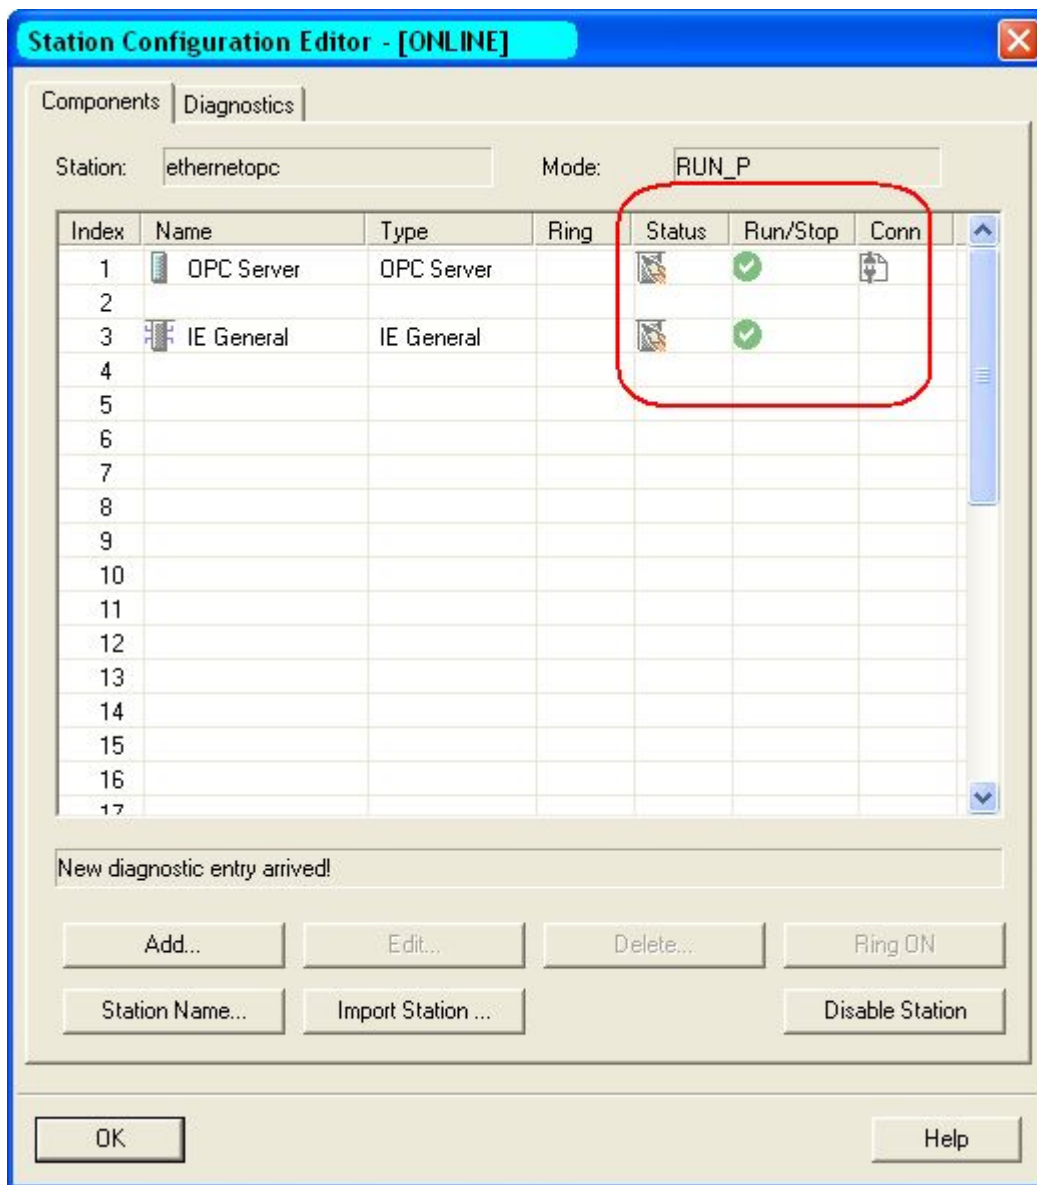 Station Configuration Editor - [ONLINE]
Components Diagnostics
Station: ethernetopc Mode: RUN_P
Index Name Type Ring Status Run/Stop Conn
1 OPC Server OPC Server
2
3 IE General IE General
4
5
6
7
8
9
10
11
12
13
14
15
16
17
New diagnostic entry arrived!
Add... Edit... Delete... Ring ON
Station Name... Import Station ... Disable Station
OK Help